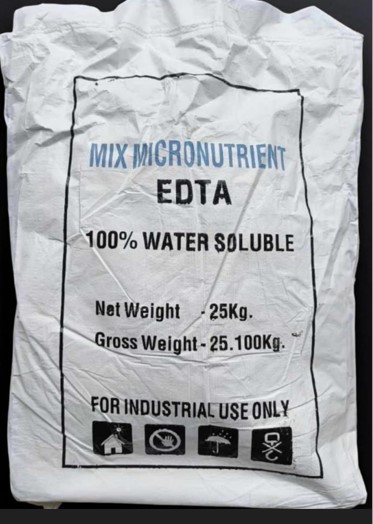 MIX MICRONUTRIENT
EDTA
100% WATER SOLUBLE
Net Weight - 25Kg.
Gross Weight - 25.100Kg.
FOR INDUSTRIAL USE ONLY